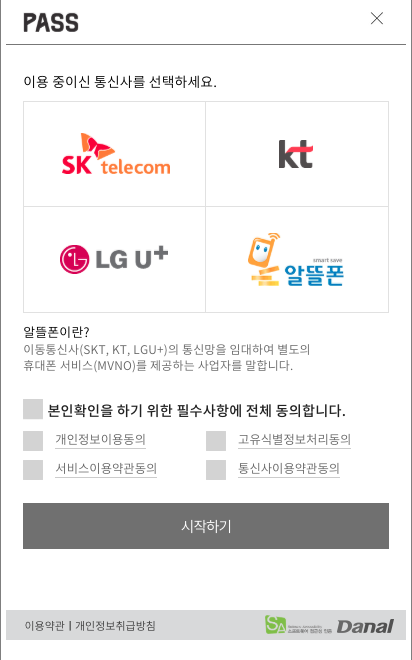 PASS
이용 중이신 통신사를 선택하세요.
SK telecom
kt
LG U+
smart save
알뜰폰
알뜰폰이란?
이동통신사(SKT, KT, LGU+)의 통신망을 임대하여 별도의
휴대폰 서비스(MVNO)를 제공하는 사업자를 말합니다.
본인확인을 하기 위한 필수사항에 전체 동의합니다.
개인정보이용동의
고유식별정보처리동의
서비스이용약관동의
통신사이용약관동의
시작하기
이용약관 | 개인정보취급방침
SA
Danal